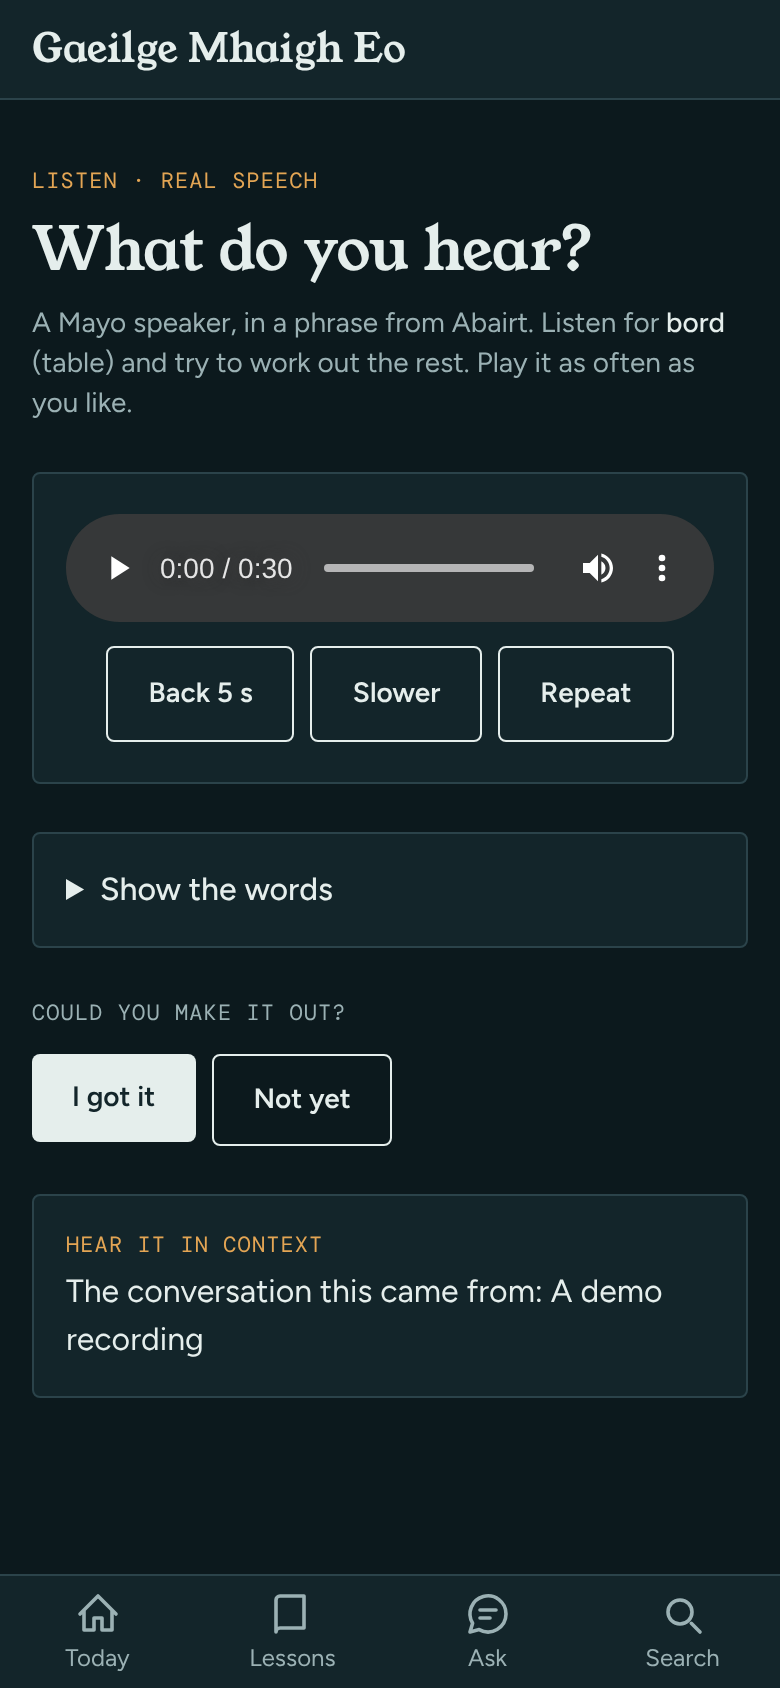 Gaeilge Mhaigh Eo
LISTEN · REAL SPEECH
What do you hear?
A Mayo speaker, in a phrase from Abairt. Listen for bord
(table) and try to work out the rest. Play it as often as
you like.
0:00 / 0:30
Back 5 s
Slower
Repeat
Show the words
COULD YOU MAKE IT OUT?
I got it
Not yet
HEAR IT IN CONTEXT
The conversation this came from: A demo
recording
Today
Lessons
Ask
Search